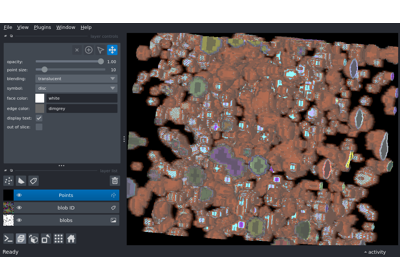 File View Plugins Window Help
opacity: 1.00
point size: 10
blending: translucent
symbol: disc
face color: white
edge color: dimgrey
display text:
out of slice:
Points
blob ID
blobs
Ready
activity